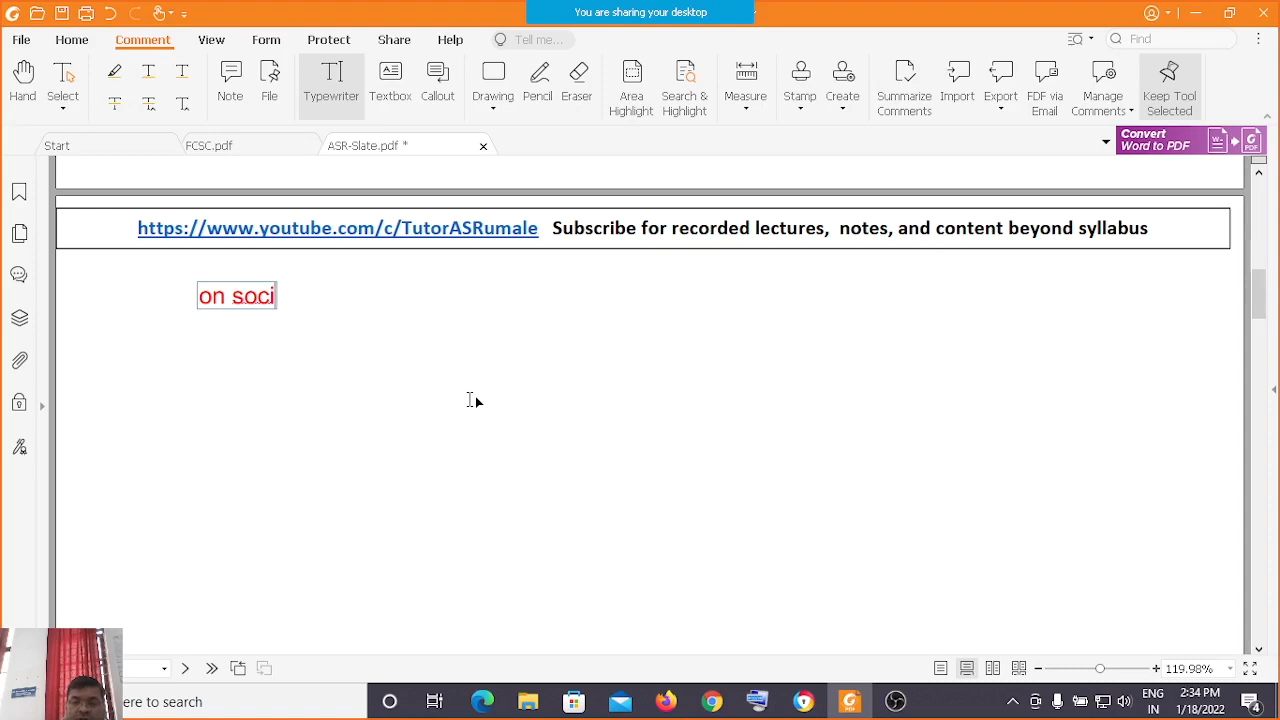 You are sharing your desktop
File Home Comment View Form Protect Share Help Tell me... Find
Hand Select Note File Typewriter Textbox Callout Drawing Pencil Eraser Area Highlight Search & Highlight Measure Stamp Create Summarize Comments Import Export PDF via Email Manage Comments Keep Tool Selected
Start FCSC.pdf ASR-Slate.pdf * Convert Word to PDF
https://www.youtube.com/c/TutorASRumale Subscribe for recorded lectures, notes, and content beyond syllabus
on soci
119.98%
ere to search
ENG 2:34 PM
IN 1/18/2022 4